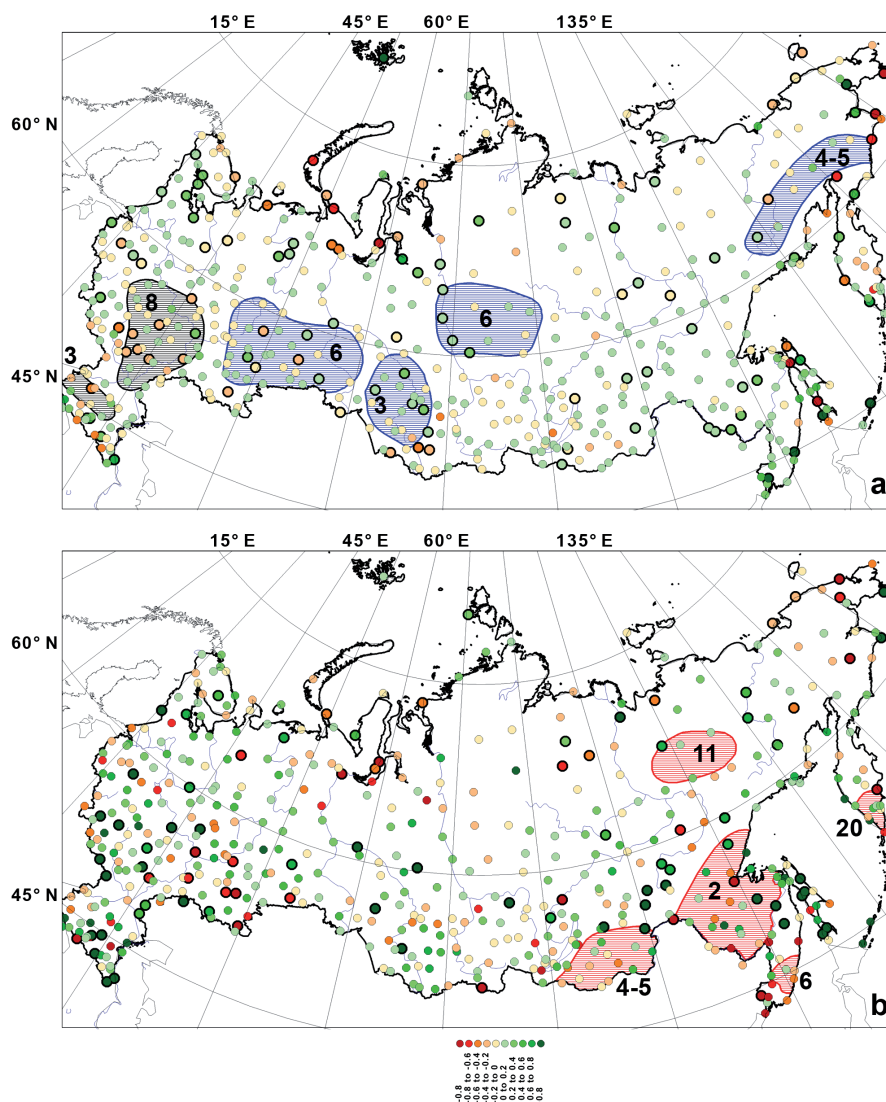 15° E 45° E 60° E 135° E
60° N
4-5
8
3
6
6
45° N
3
a
15° E 45° E 60° E 135° E
60° N
11
20
2
45° N
4-5
6
b
-0.8
-0.8 to -0.6
-0.6 to -0.4
-0.4 to -0.2
-0.2 to 0
0 to 0.2
0.2 to 0.4
0.4 to 0.6
0.6 to 0.8
0.8